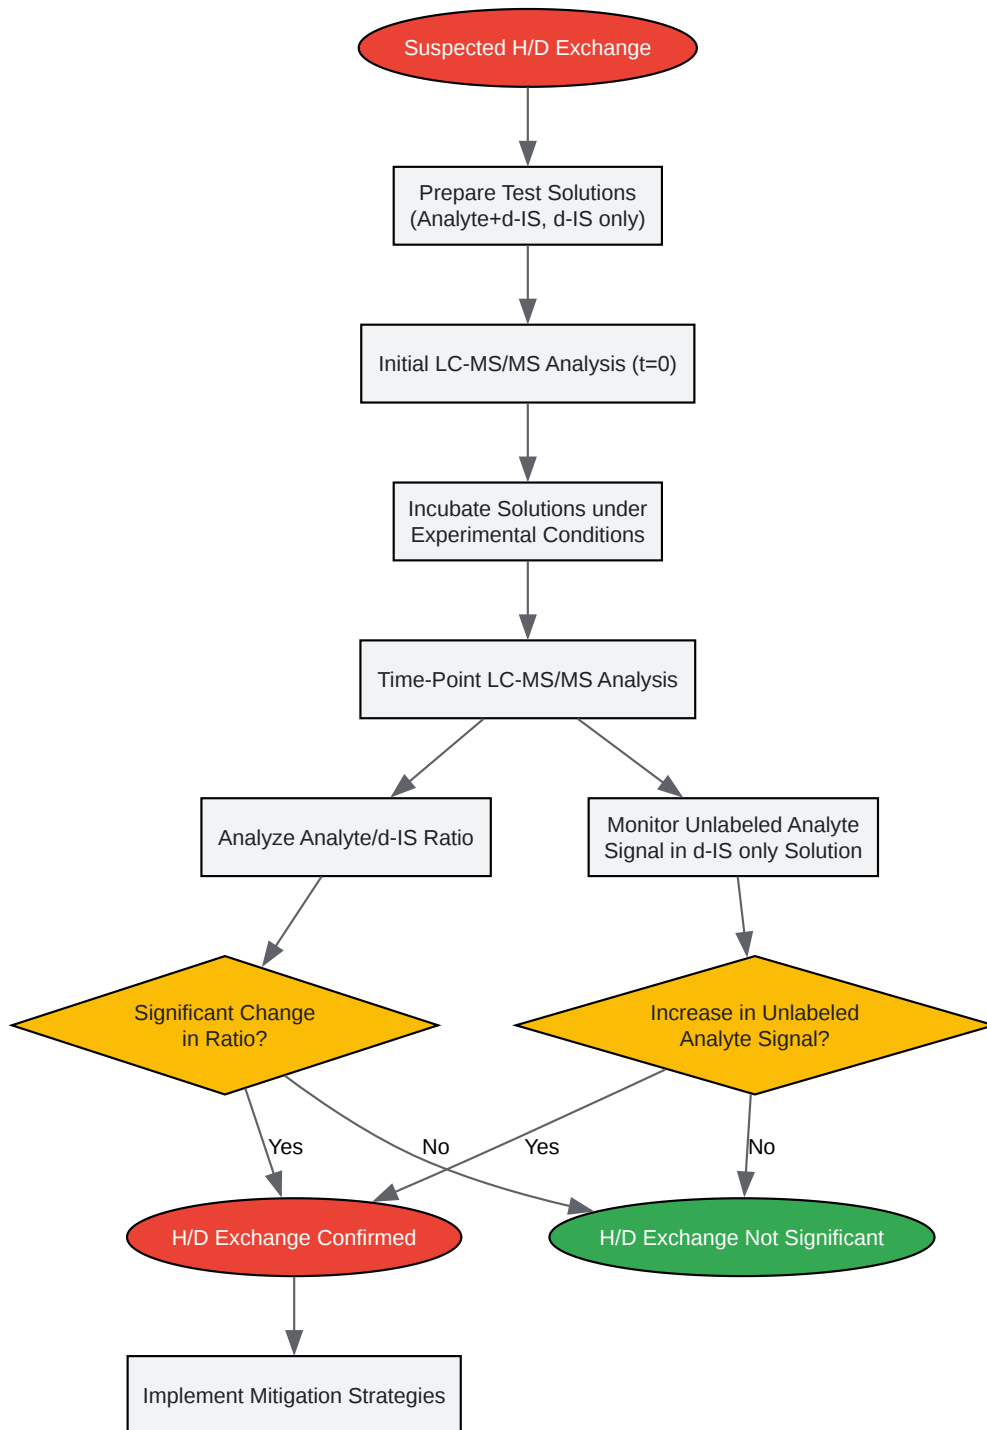 Suspected H/D Exchange
Prepare Test Solutions
(Analyte+d-IS, d-IS only)
Initial LC-MS/MS Analysis (t=0)
Incubate Solutions under
Experimental Conditions
Time-Point LC-MS/MS Analysis
Analyze Analyte/d-IS Ratio
Monitor Unlabeled Analyte
Signal in d-IS only Solution
Significant Change
in Ratio?
Increase in Unlabeled
Analyte Signal?
Yes
No
Yes
No
H/D Exchange Confirmed
H/D Exchange Not Significant
Implement Mitigation Strategies